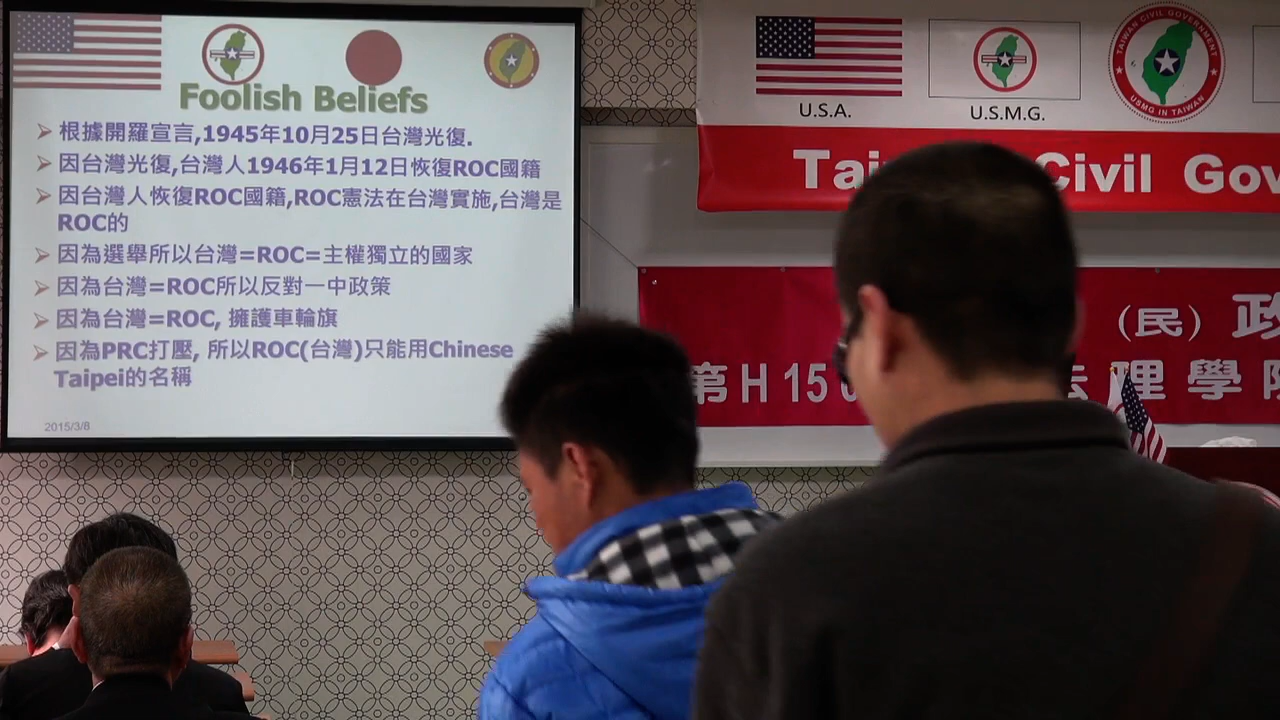 Foolish Beliefs
根據開羅宣言,1945年10月25日台灣光復.
因台灣光復,台灣人1946年1月12日恢復ROC國籍
因台灣人恢復ROC國籍,ROC憲法在台灣實施,台灣是
ROC的
因為選舉所以台灣=ROC=主權獨立的國家
因為台灣=ROC所以反對一中政策
因為台灣=ROC, 擁護車輪旗
因為PRC打壓, 所以ROC(台灣)只能用Chinese
Taipei的名稱
2015/3/8
U.S.A.
U.S.M.G.
TAIWAN CIVIL GOVERNMENT
USMG IN TAIWAN
Civil Gov
(民) 政
第H 15
理學